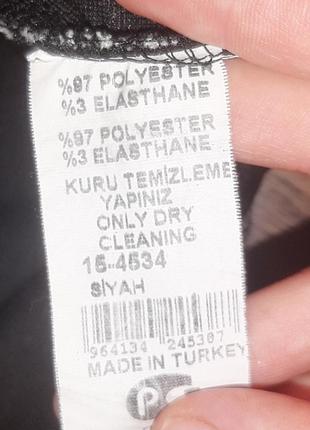 %97 POLYESTER
%3 ELASTHANE
%97 POLYESTER
%3 ELASTHANE
KURU TEMİZLEME
YAPINIZ
ONLY DRY
CLEANING
15-4534
SİYAH
964134 245307
MADE IN TURKEY